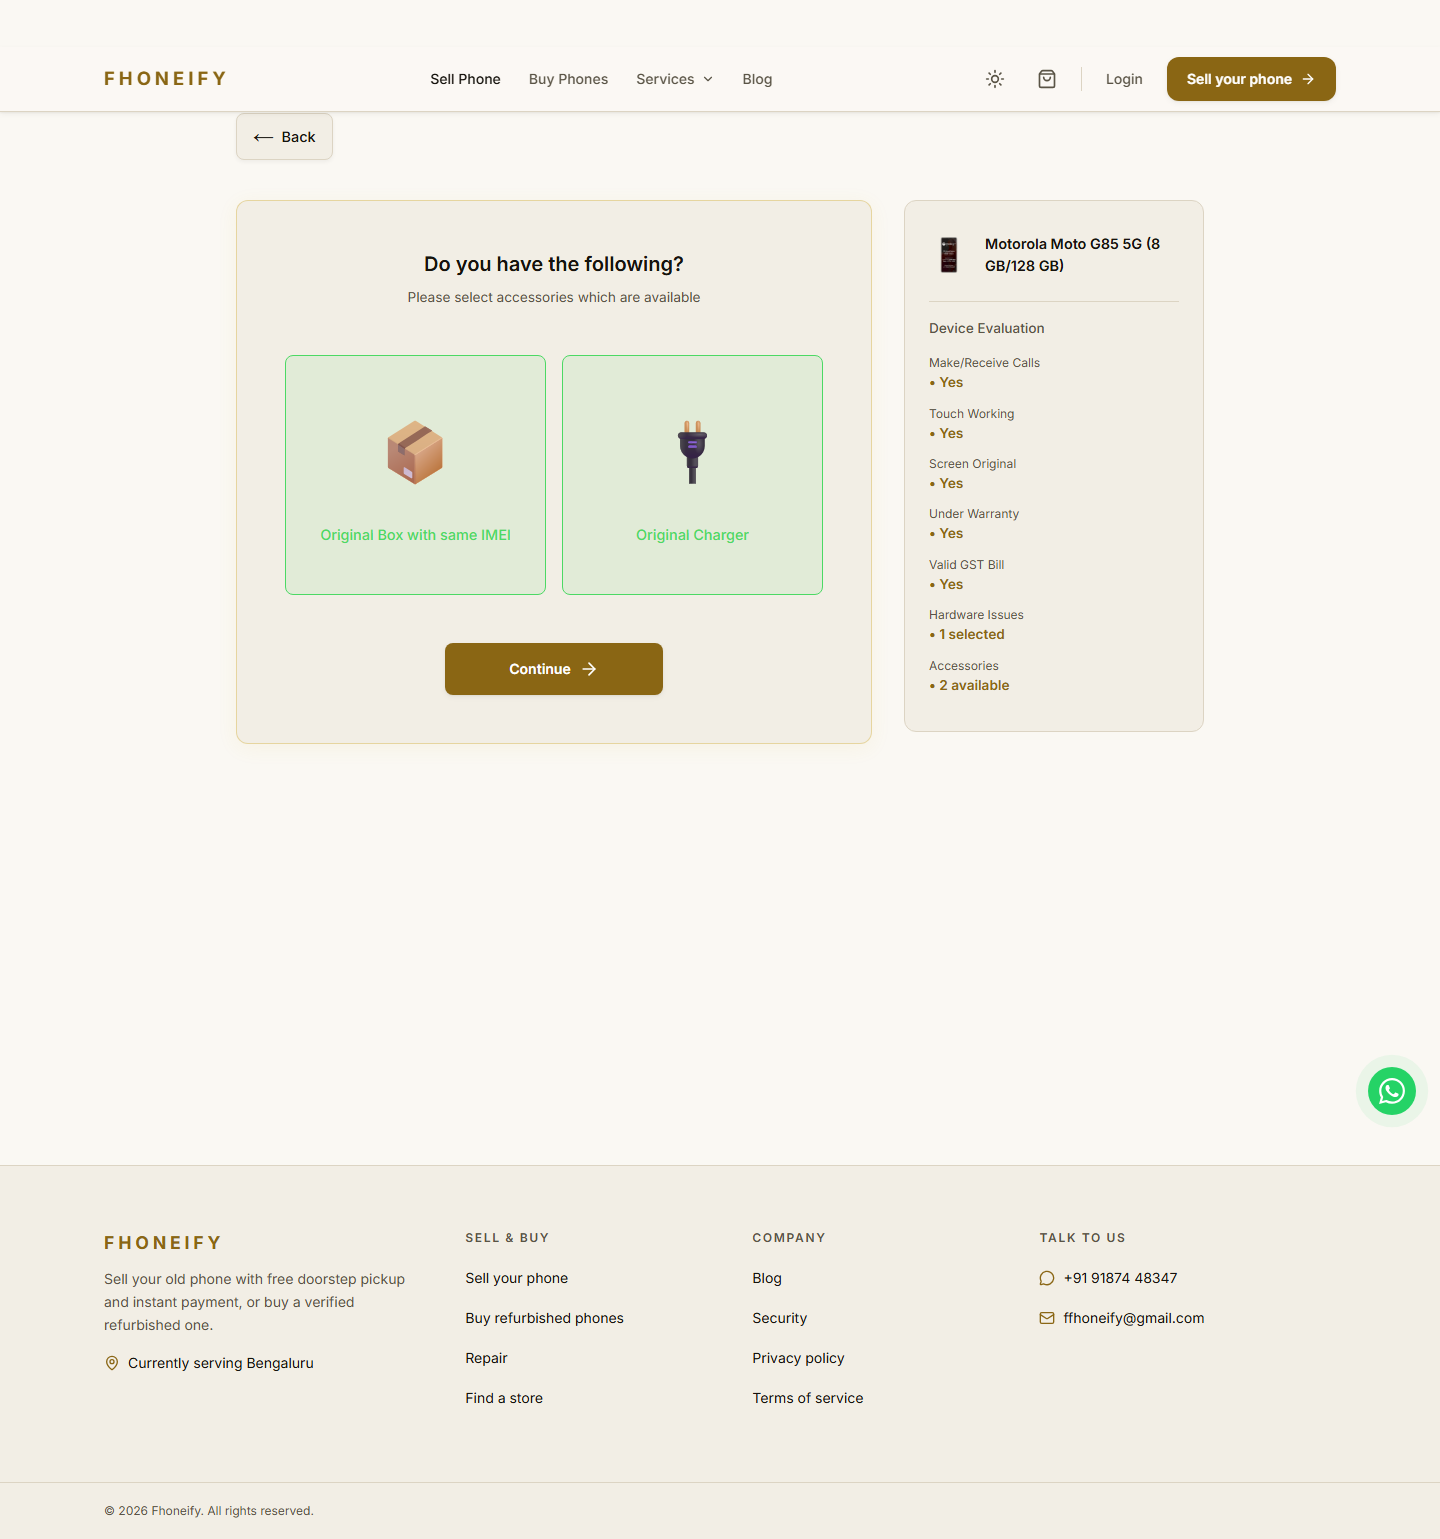 FHONEIFY
Sell Phone
Buy Phones
Services
Blog
Login
Sell your phone
Back
Do you have the following?
Please select accessories which are available
Original Box with same IMEI
Original Charger
Continue
Motorola Moto G85 5G (8
GB/128 GB)
Device Evaluation
Make/Receive Calls
• Yes
Touch Working
• Yes
Screen Original
• Yes
Under Warranty
• Yes
Valid GST Bill
• Yes
Hardware Issues
• 1 selected
Accessories
• 2 available
FHONEIFY
Sell your old phone with free doorstep pickup
and instant payment, or buy a verified
refurbished one.
Currently serving Bengaluru
SELL & BUY
Sell your phone
Buy refurbished phones
Repair
Find a store
COMPANY
Blog
Security
Privacy policy
Terms of service
TALK TO US
+91 91874 48347
ffhoneify@gmail.com
© 2026 Fhoneify. All rights reserved.